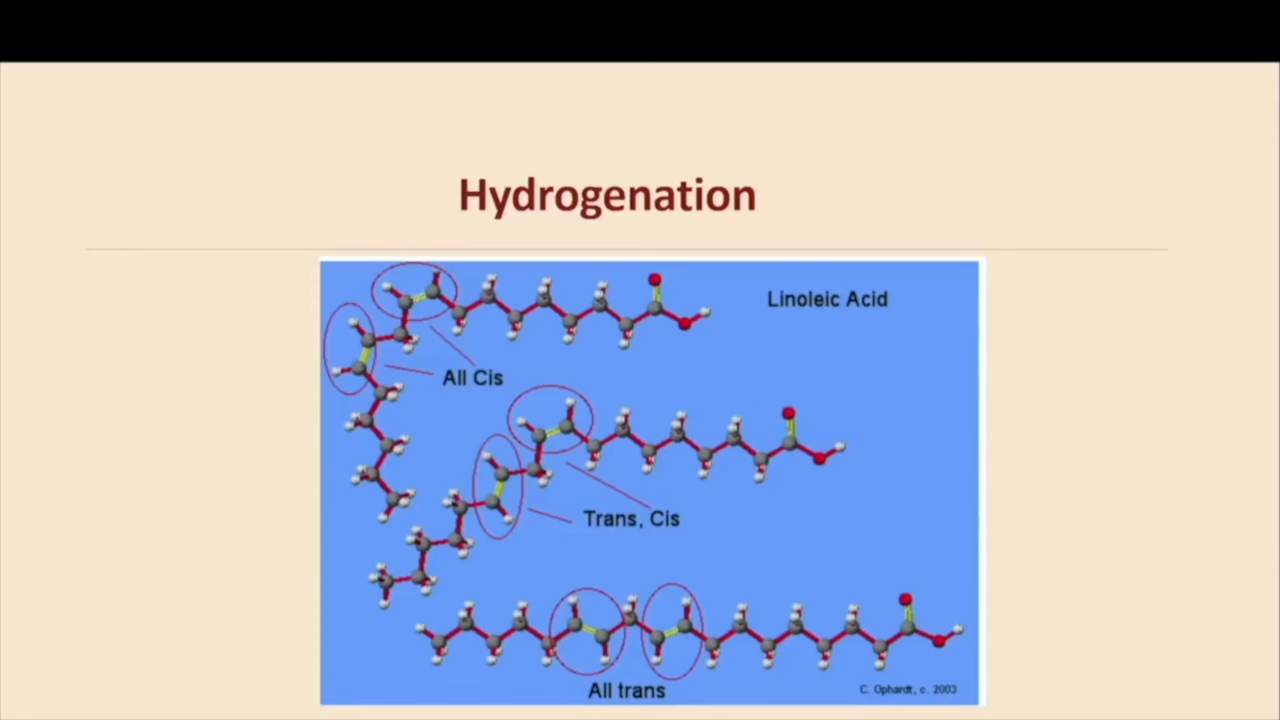 Hydrogenation
Linoleic Acid
All Cis
Trans, Cis
All trans
C. Ophardt, c. 2003